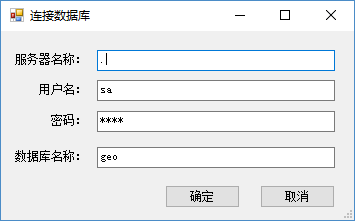 连接数据库
服务器名称： .
用户名： sa
密码： ****
数据库名称： geo
确定 取消